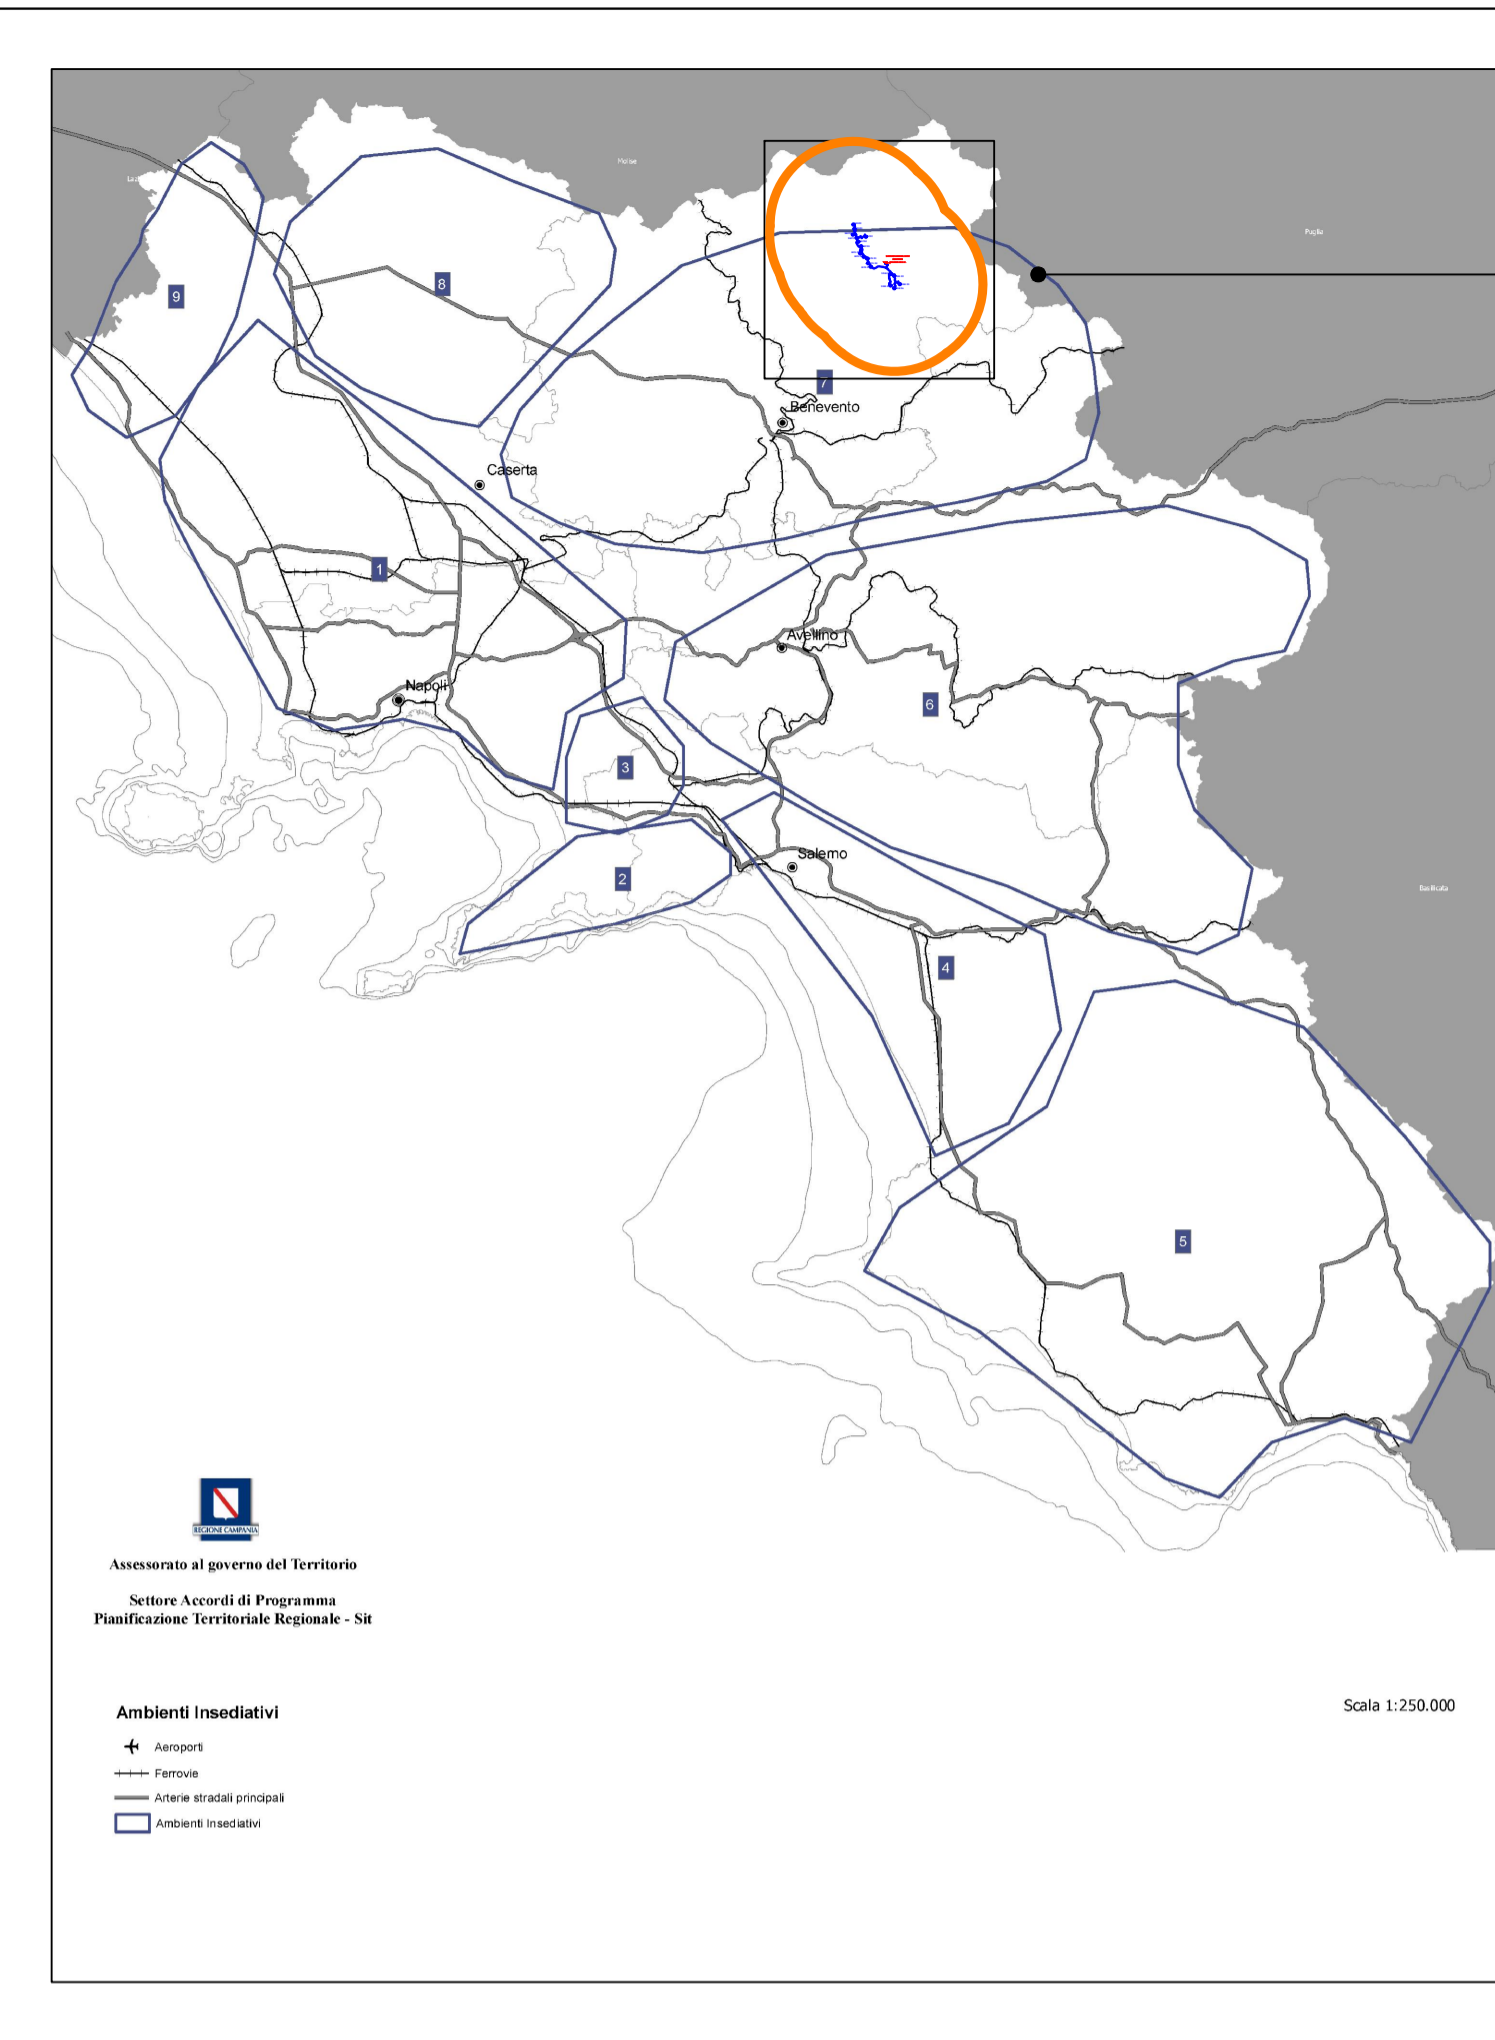 Molise
Puglia
9
8
7
Benevento
Caserta
1
Avellino
Napoli
6
3
Salerno
2
Basilicata
4
5
REGIONE CAMPANIA
Assessorato al governo del Territorio
Settore Accordi di Programma
Pianificazione Territoriale Regionale - Sit
Ambienti Insediativi
Scala 1:250.000
Aeroporti
Ferrovie
Arterie stradali principali
Ambienti Insediativi